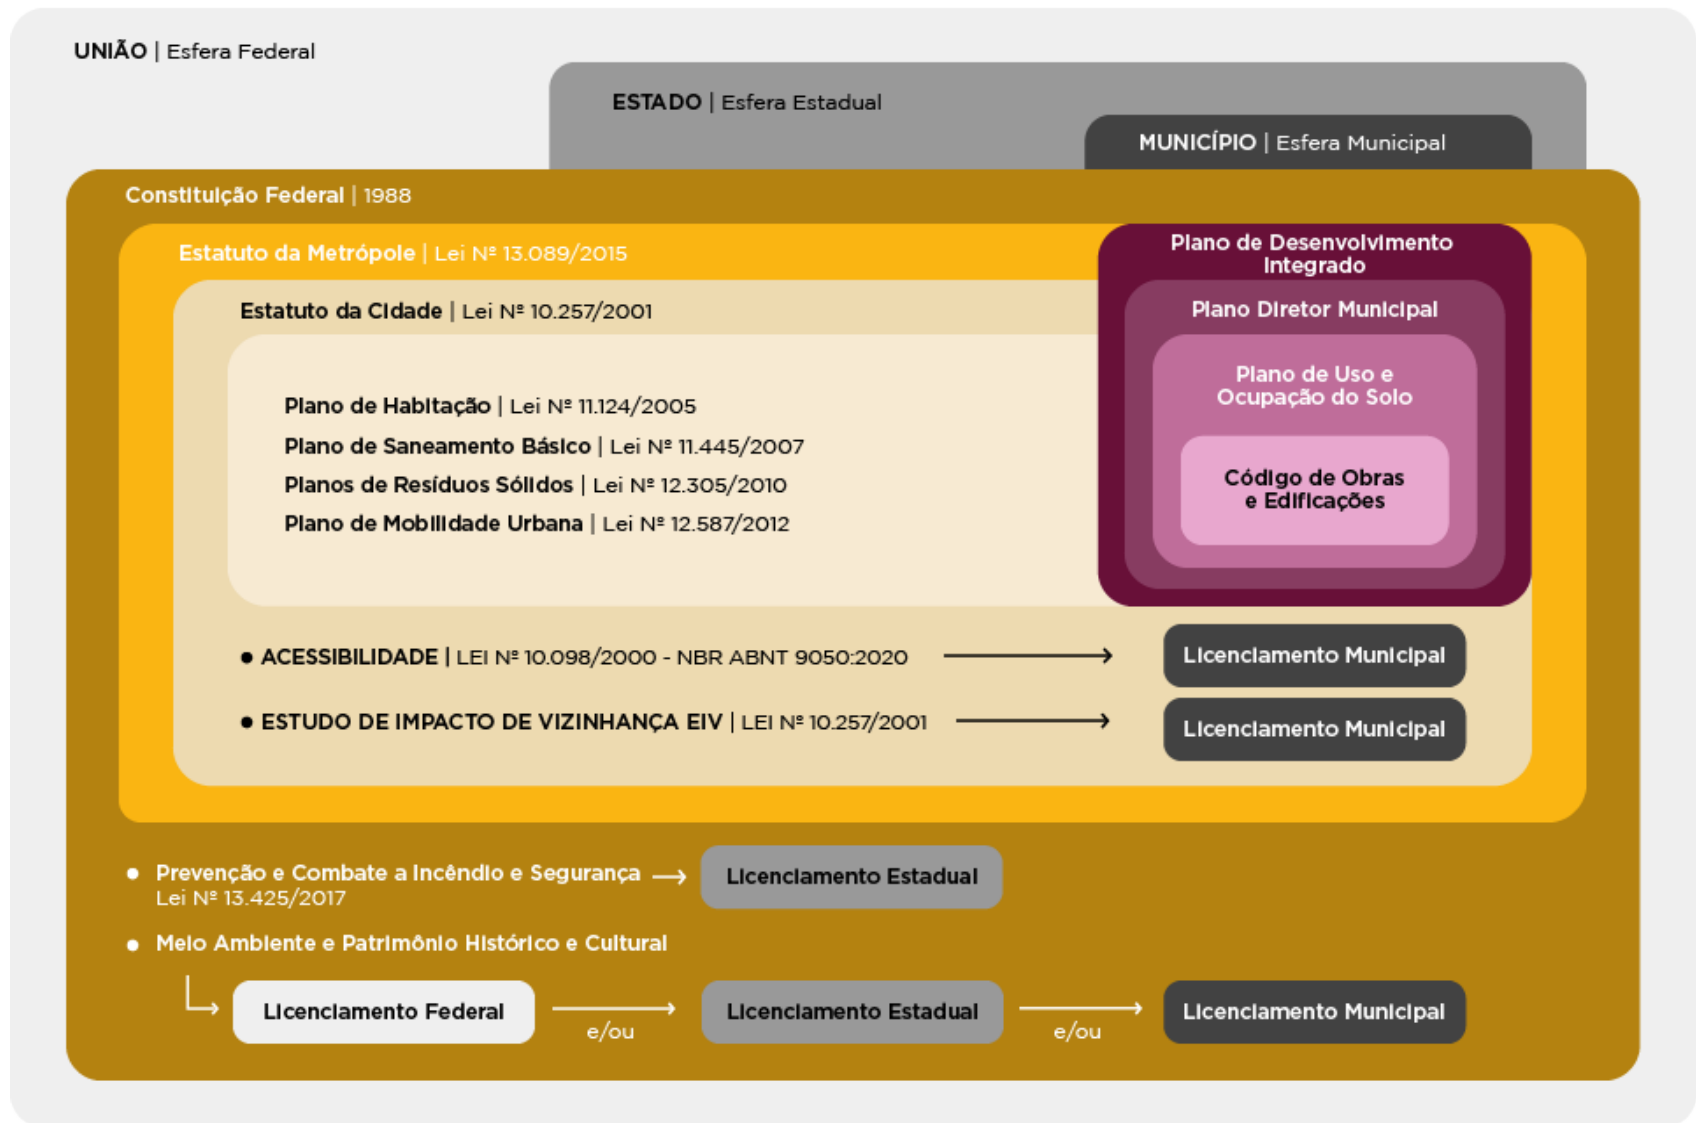 UNIÃO | Esfera Federal
ESTADO | Esfera Estadual
MUNICÍPIO | Esfera Municipal
Constituição Federal | 1988
Estatuto da Metrópole | Lei Nº 13.089/2015
Estatuto da Cidade | Lei Nº 10.257/2001
Plano de Habitação | Lei Nº 11.124/2005
Plano de Saneamento Básico | Lei Nº 11.445/2007
Planos de Resíduos Sólidos | Lei Nº 12.305/2010
Plano de Mobilidade Urbana | Lei Nº 12.587/2012
Plano de Desenvolvimento
Integrado
Plano Diretor Municipal
Plano de Uso e
Ocupação do Solo
Código de Obras
e Edificações
• ACESSIBILIDADE | LEI Nº 10.098/2000 - NBR ABNT 9050:2020
Licenciamento Municipal
• ESTUDO DE IMPACTO DE VIZINHANÇA EIV | LEI Nº 10.257/2001
Licenciamento Municipal
• Prevenção e Combate a Incêndio e Segurança
Lei Nº 13.425/2017
Licenciamento Estadual
• Meio Ambiente e Patrimônio Histórico e Cultural
Licenciamento Federal
e/ou
Licenciamento Estadual
e/ou
Licenciamento Municipal